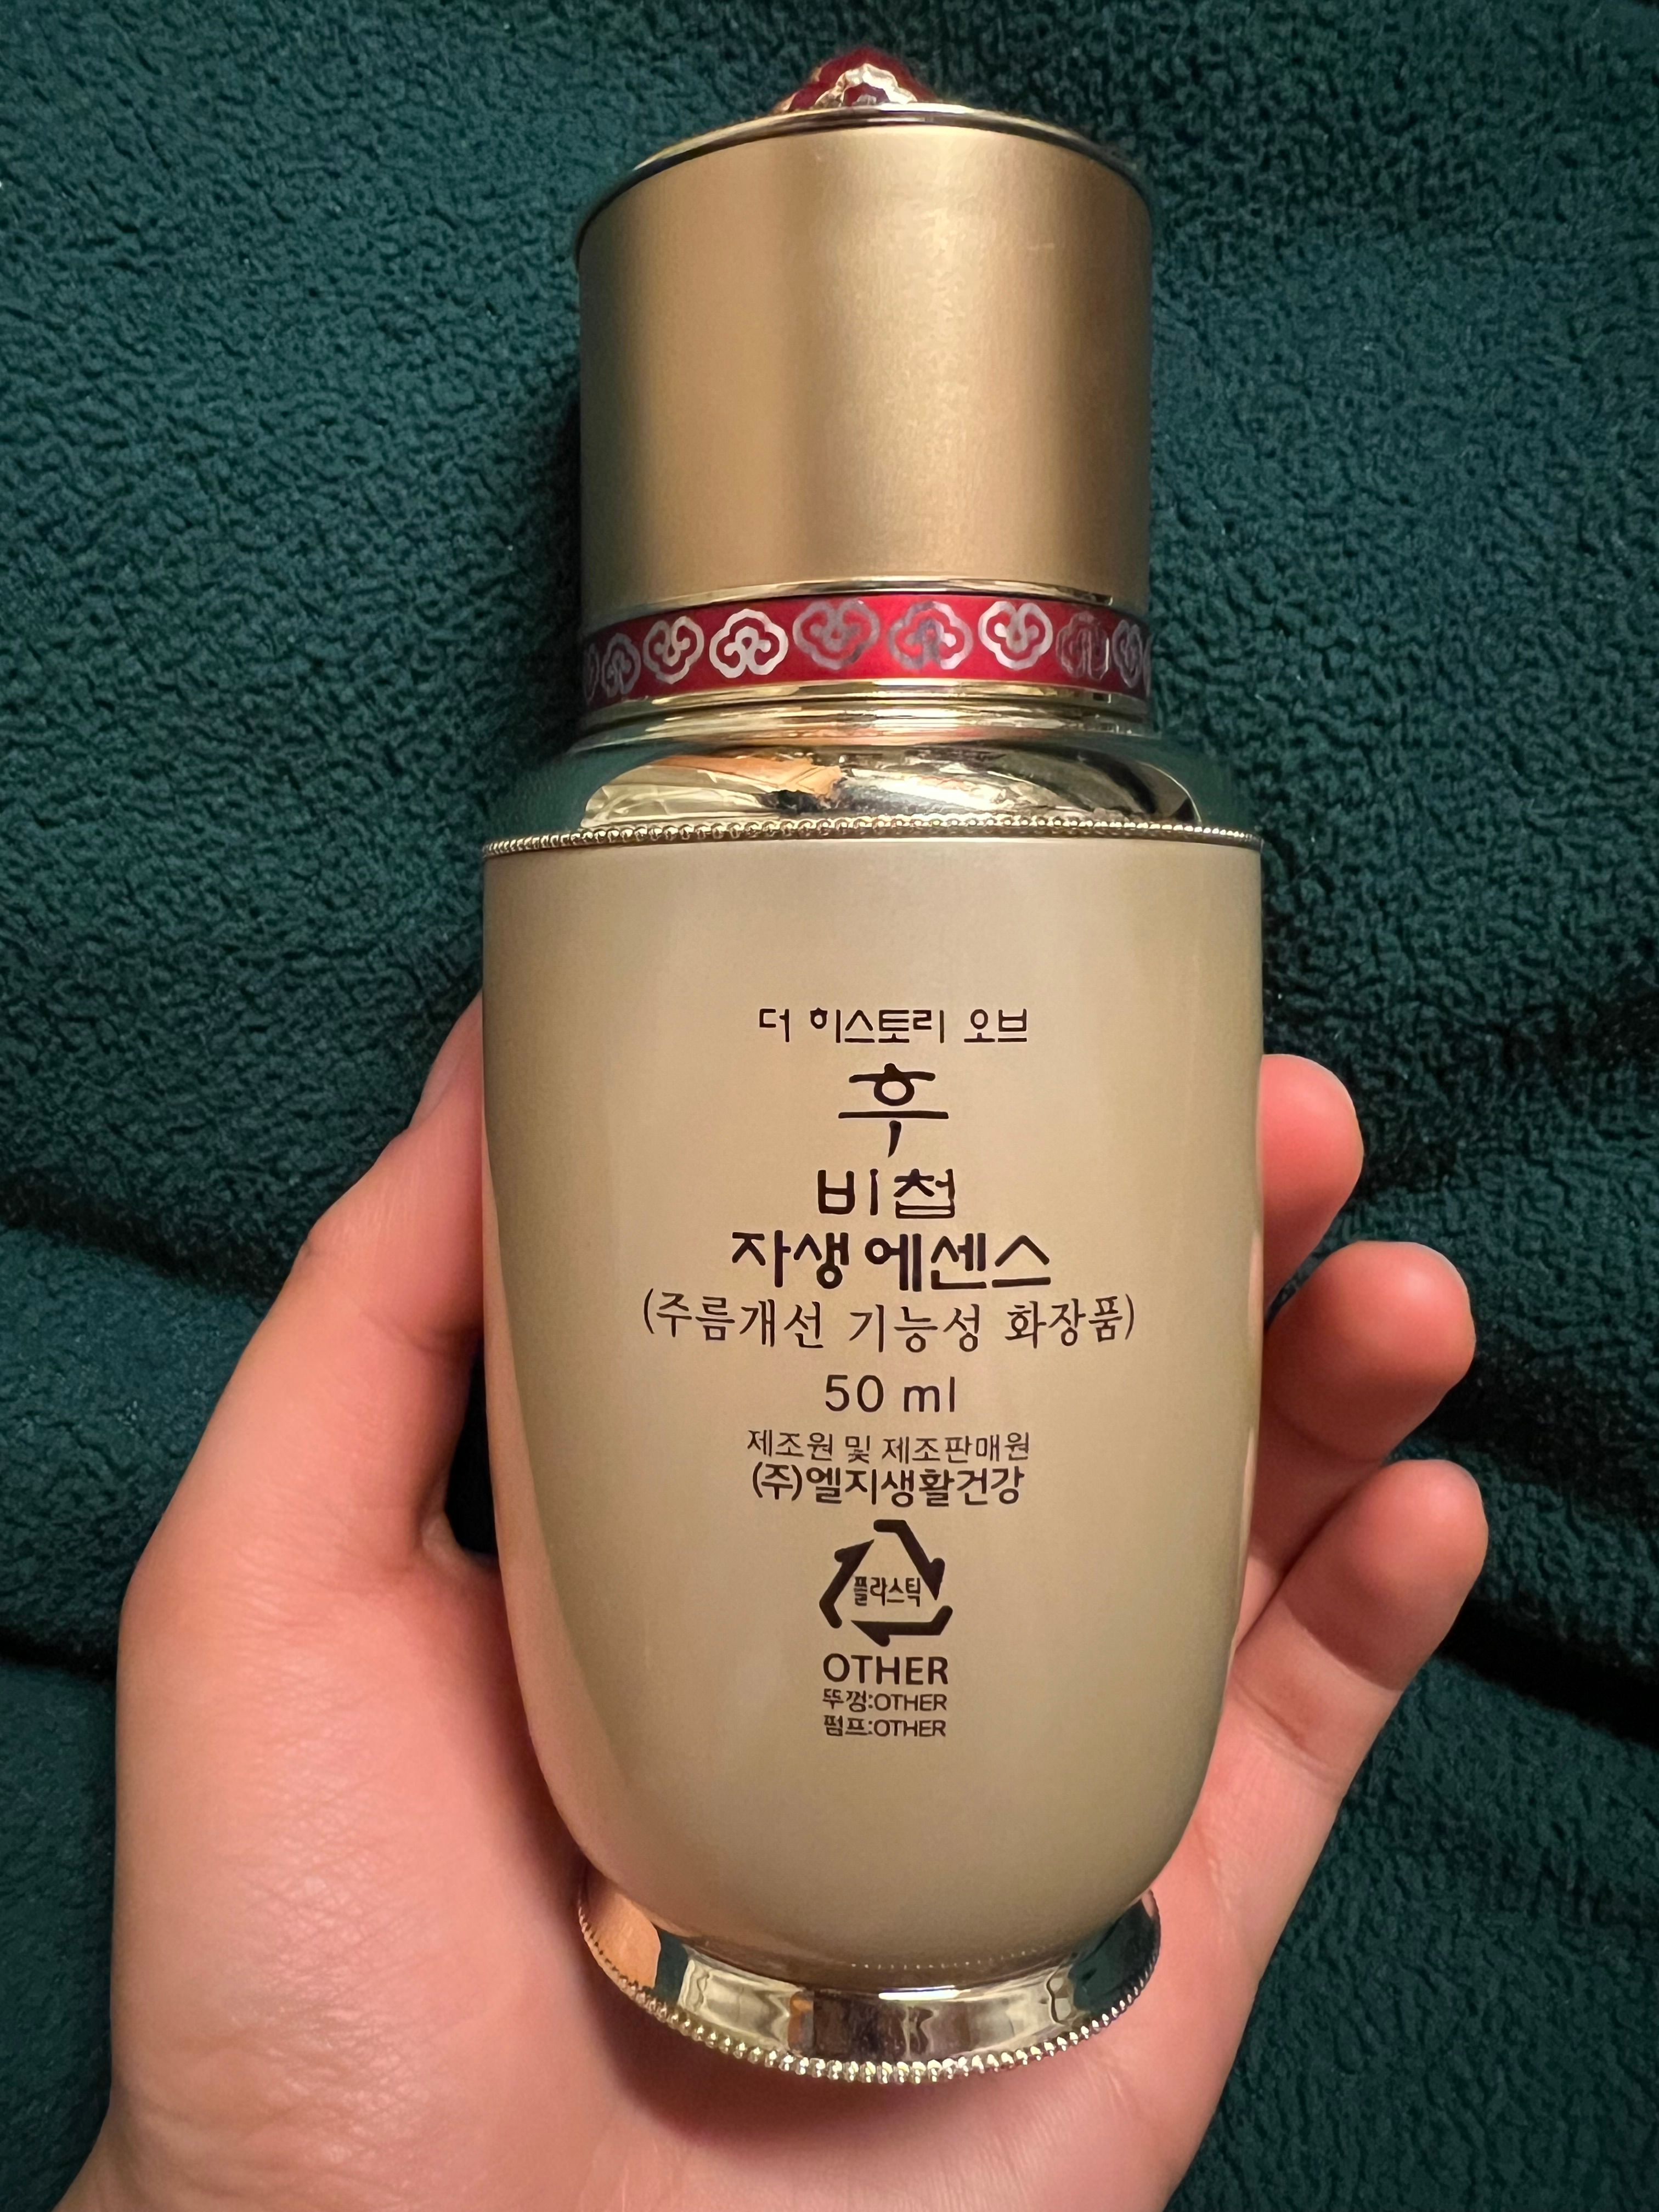 더 히스토리 오브
후
비첩
자생에센스
(주름개선 기능성 화장품)
50 ml
제조원 및 제조판매원
(주)엘지생활건강
플라스틱
OTHER
뚜껑:OTHER
펌프:OTHER